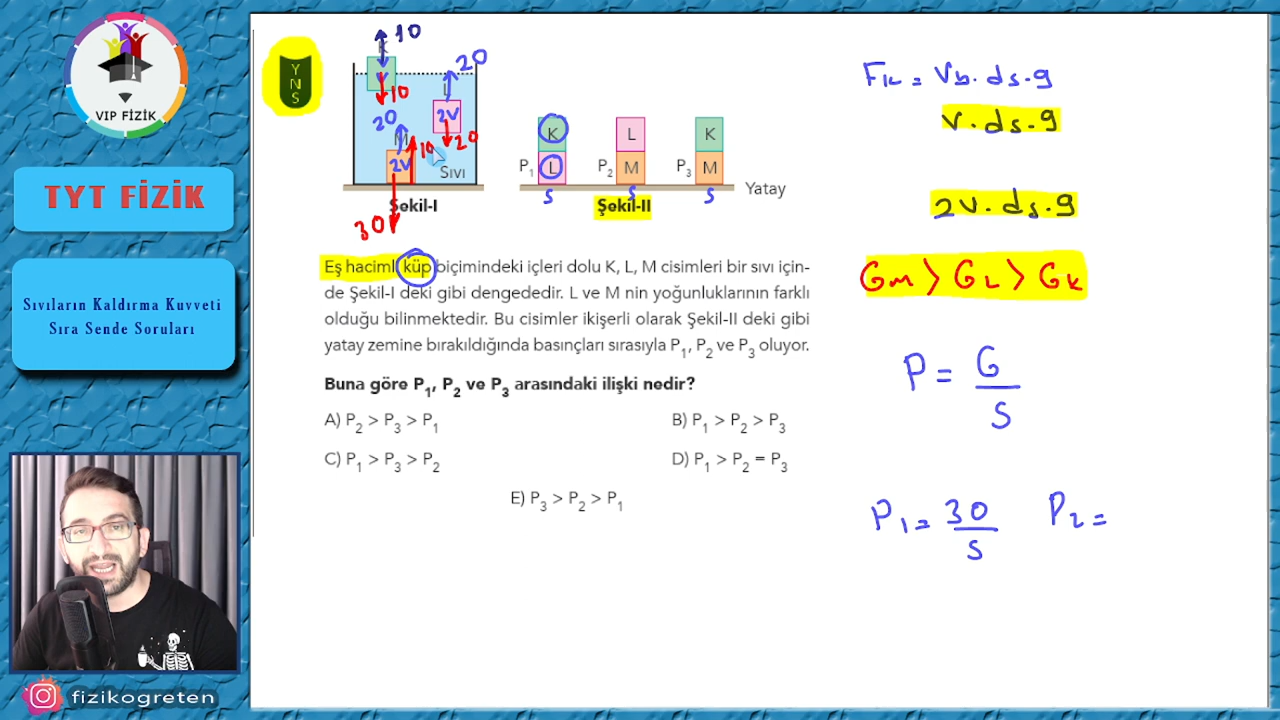 VIP FİZİK
TYT FİZİK
Sıvıların Kaldırma Kuvveti
Sıra Sende Soruları
fizikogreten
YNS
10
V
10
20
L
2V
20
20
M
10
2V
30
Sıvı
Şekil-I
K
P1 L
S
L
P2 M
S
K
P3 M
S
Yatay
Şekil-II
Eş hacimli küp biçimindeki içleri dolu K, L, M cisimleri bir sıvı için-
de Şekil-I deki gibi dengededir. L ve M nin yoğunluklarının farklı
olduğu bilinmektedir. Bu cisimler ikişerli olarak Şekil-II deki gibi
yatay zemine bırakıldığında basınçları sırasıyla P1, P2 ve P3 oluyor.
Buna göre P1, P2 ve P3 arasındaki ilişki nedir?
A) P2 > P3 > P1
B) P1 > P2 > P3
C) P1 > P3 > P2
D) P1 > P2 = P3
E) P3 > P2 > P1
FK = Vb.ds.g
V.ds.g
2V.ds.g
GM > GL > GK
P = G/S
P1 = 30/S P2 =